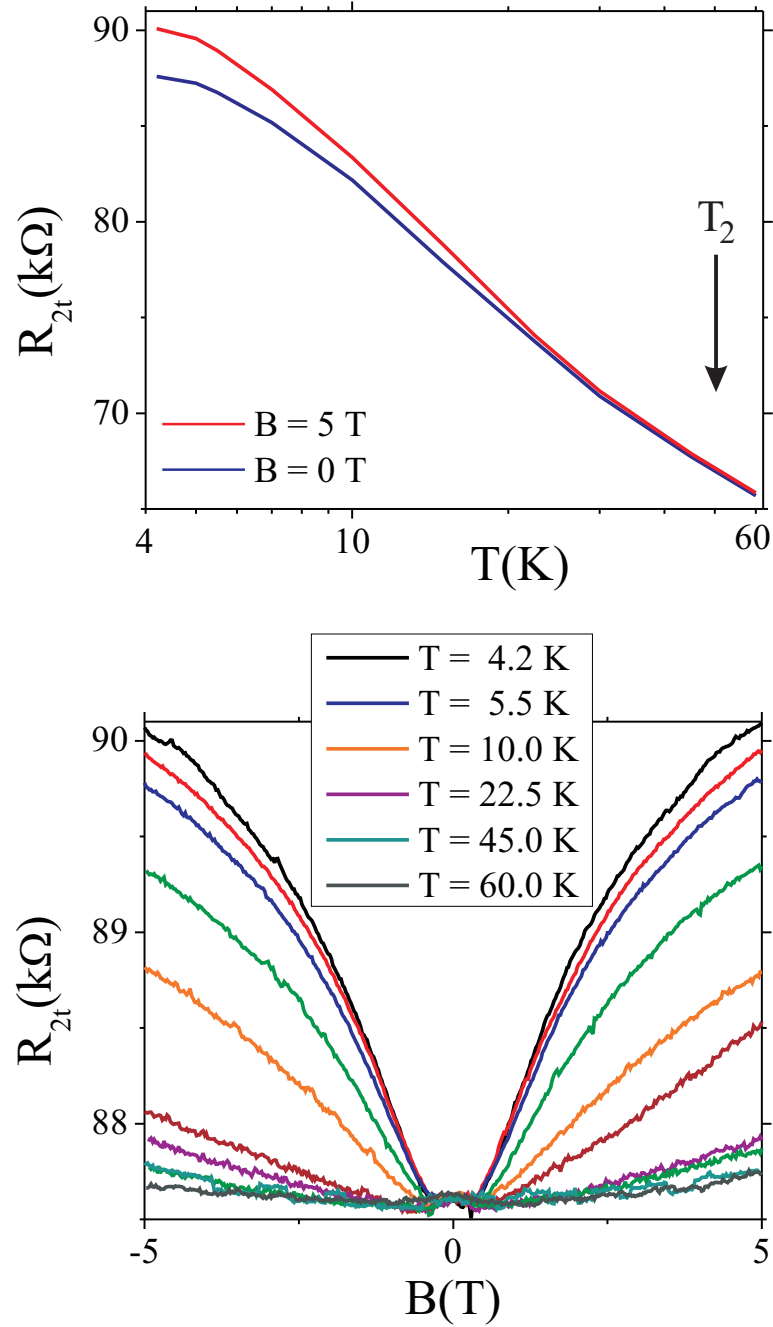 90
80
70
R2t(kΩ)
T2
B = 5 T
B = 0 T
4
10
60
T(K)
T = 4.2 K
T = 5.5 K
T = 10.0 K
T = 22.5 K
T = 45.0 K
T = 60.0 K
90
89
88
R2t(kΩ)
-5
0
5
B(T)